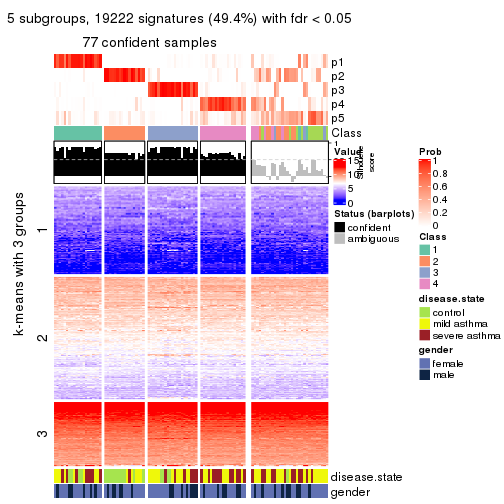 5 subgroups, 19222 signatures (49.4%) with fdr < 0.05
77 confident samples
p1
p2
p3
p4
p5
Class
1
Value
15
10
5
0
score
k-means with 3 groups
1
2
3
Status (barplots)
confident
ambiguous
Prob
1
0.8
0.6
0.4
0.2
0
Class
1
2
3
4
disease.state
control
mild asthma
severe asthma
gender
female
male
disease.state
gender